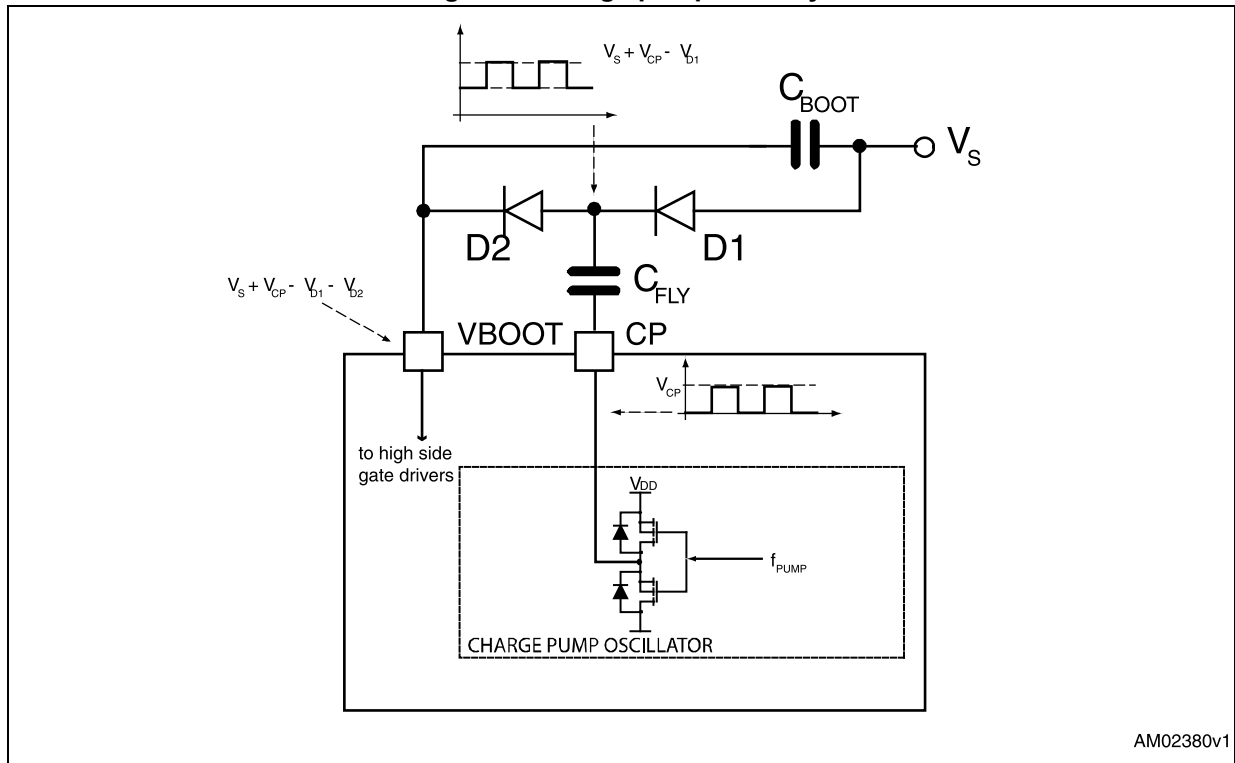 V_S + V_CP - V_D1
C_BOOT
V_S
D2
D1
C_FLY
V_S + V_CP - V_D1 - V_D2
VBOOT
CP
V_CP
to high side
gate drivers
V_DD
f_PUMP
CHARGE PUMP OSCILLATOR
AM02380v1